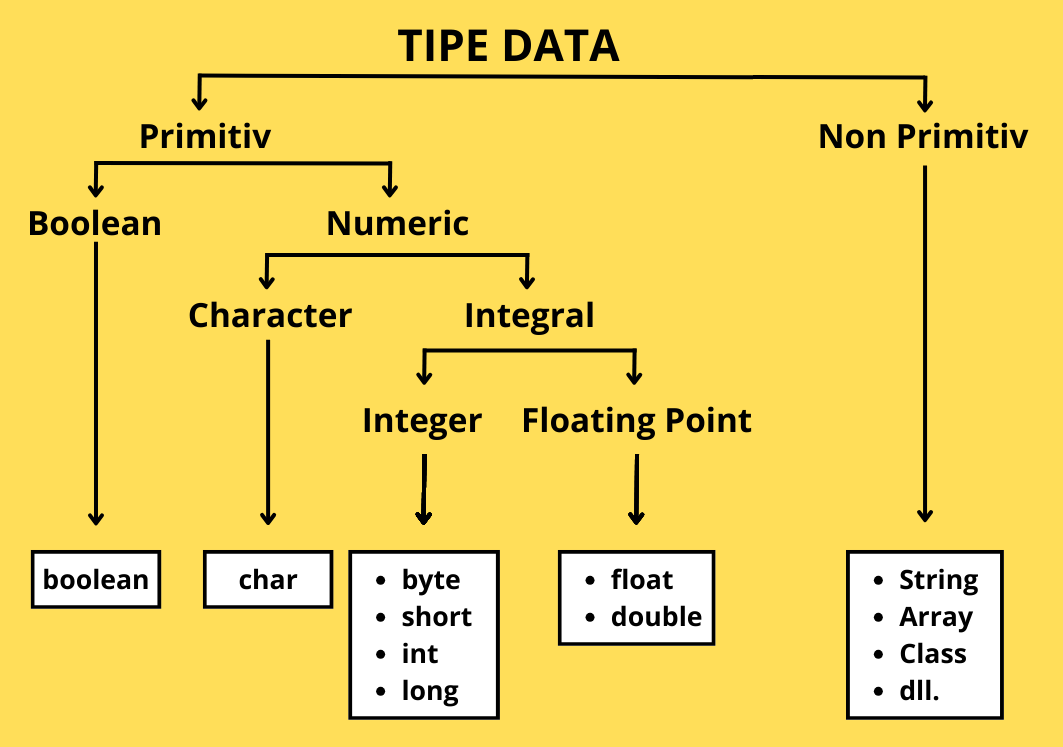 TIPE DATA
Primitiv
Non Primitiv
Boolean
Numeric
Character
Integral
Integer
Floating Point
boolean
char
• byte
• short
• int
• long
• float
• double
• String
• Array
• Class
• dll.